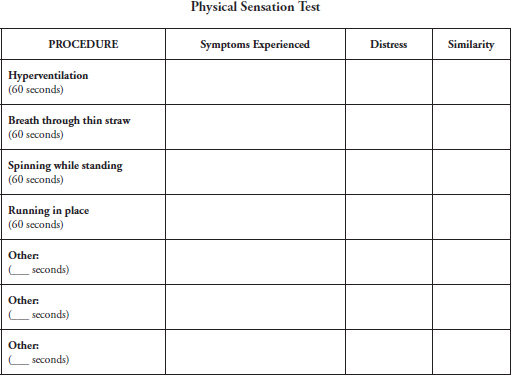 Physical Sensation Test
PROCEDURE Symptoms Experienced Distress Similarity
Hyperventilation
(60 seconds)
Breath through thin straw
(60 seconds)
Spinning while standing
(60 seconds)
Running in place
(60 seconds)
Other:
(___ seconds)
Other:
(___ seconds)
Other:
(___ seconds)